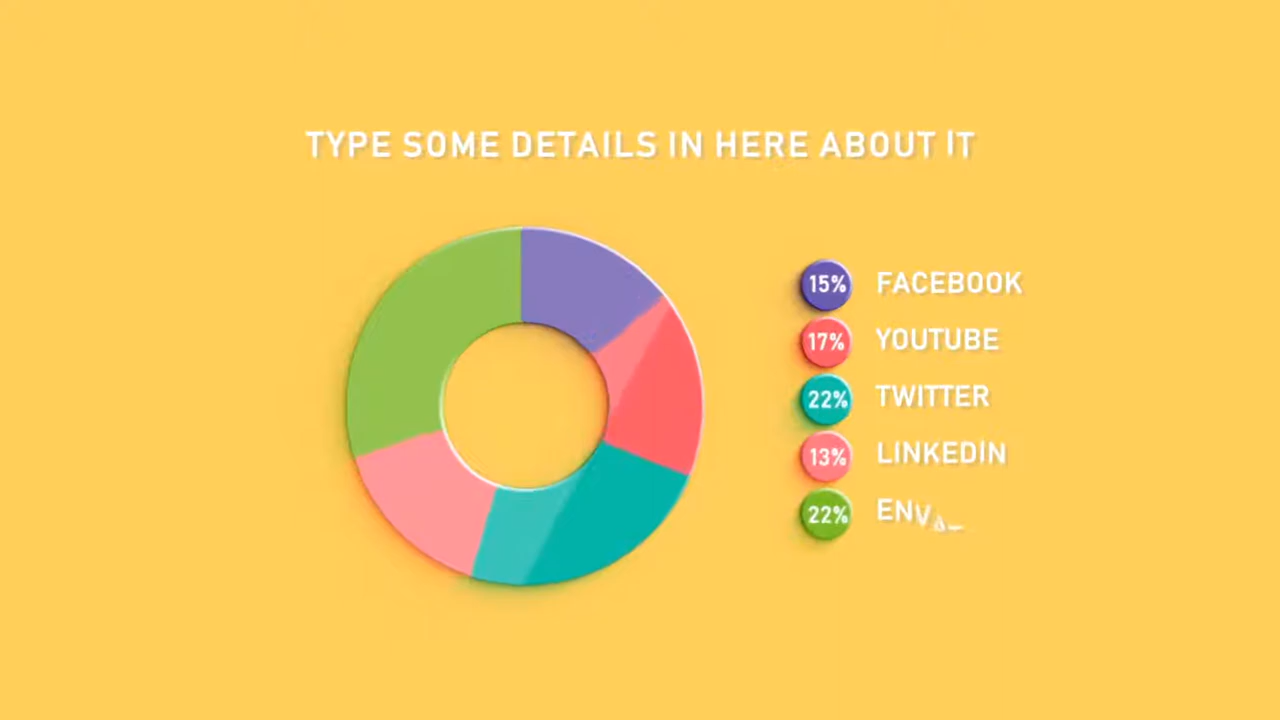 TYPE SOME DETAILS IN HERE ABOUT IT
15% FACEBOOK
17% YOUTUBE
22% TWITTER
13% LINKEDIN
22%